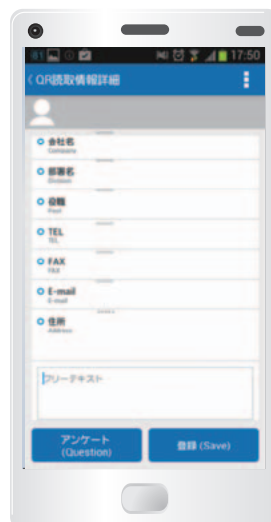 17:50
QR読取情報詳細
会社名
Company
部署名
Division
役職
Post
TEL
TEL
FAX
FAX
E-mail
E-mail
住所
Address
フリーテキスト
アンケート
(Question)
登録 (Save)